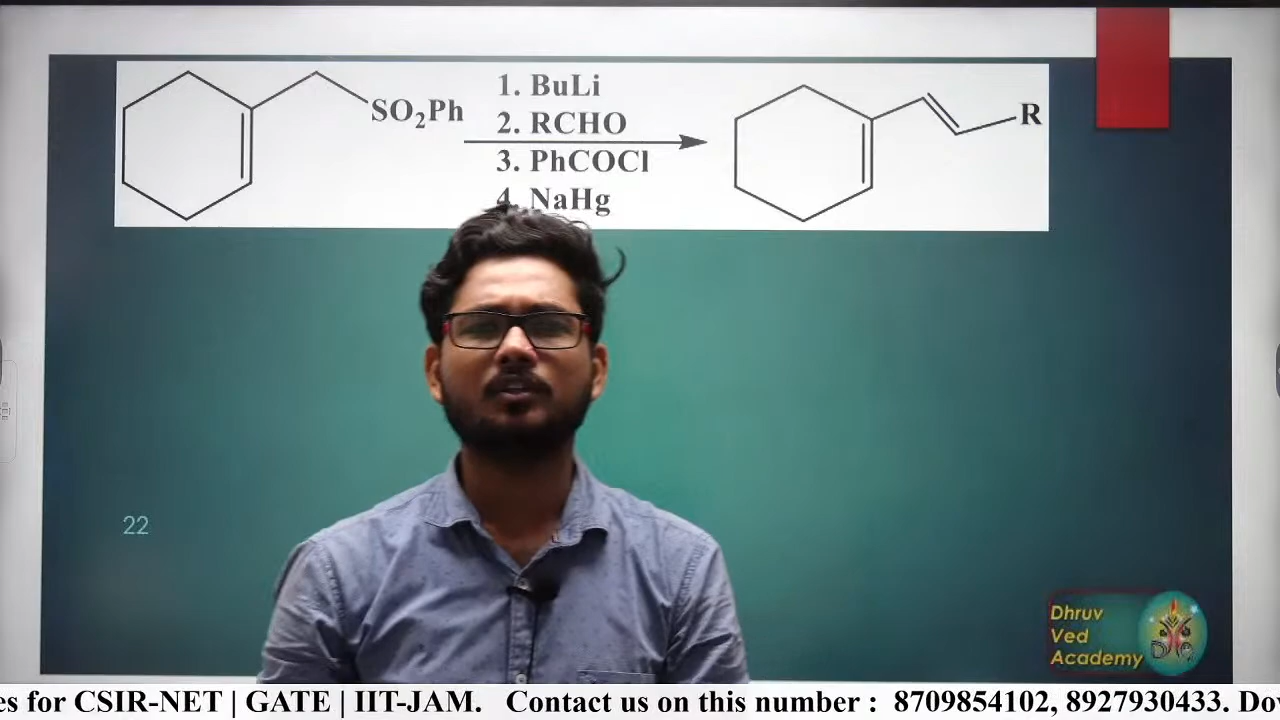 SO₂Ph
1. BuLi
2. RCHO
3. PhCOCl
4. NaHg
R
22
Dhruv
Ved
Academy
es for CSIR-NET | GATE | IIT-JAM. Contact us on this number : 8709854102, 8927930433. Do